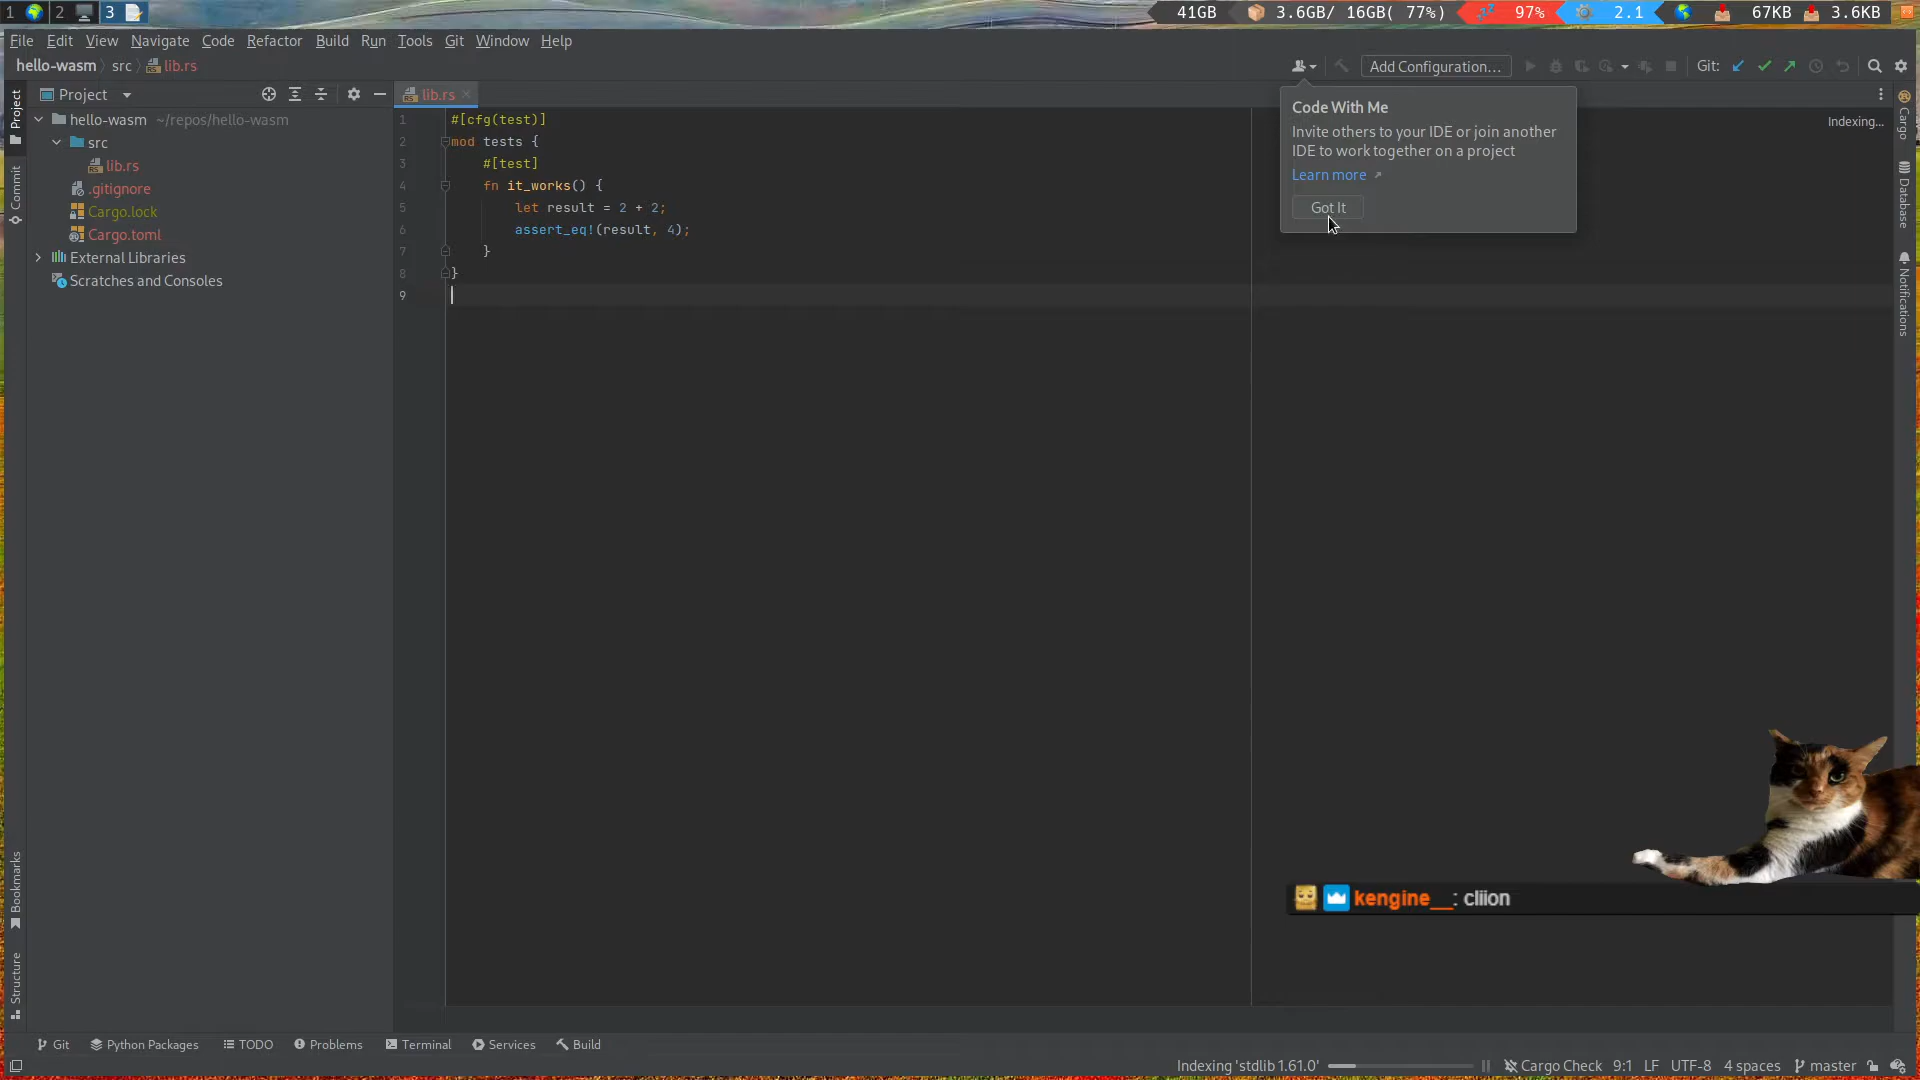 1 2 3 41GB 3.6GB/ 16GB( 77%) 97% 2.1 67KB 3.6KB
File Edit View Navigate Code Refactor Build Run Tools Git Window Help
hello-wasm src lib.rs Add Configuration... Git:
Project lib.rs
Project
Commit
Bookmarks
Structure
hello-wasm ~/repos/hello-wasm
src
lib.rs
.gitignore
Cargo.lock
Cargo.toml
External Libraries
Scratches and Consoles
1 #[cfg(test)]
2 mod tests {
3 #[test]
4 fn it_works() {
5 let result = 2 + 2;
6 assert_eq!(result, 4);
7 }
8 }
9
Code With Me
Invite others to your IDE or join another
IDE to work together on a project
Learn more
Got It
Indexing...
Cargo
Database
Notifications
kengine__: cliion
Git Python Packages TODO Problems Terminal Services Build
Indexing 'stdlib 1.61.0' Cargo Check 9:1 LF UTF-8 4 spaces master